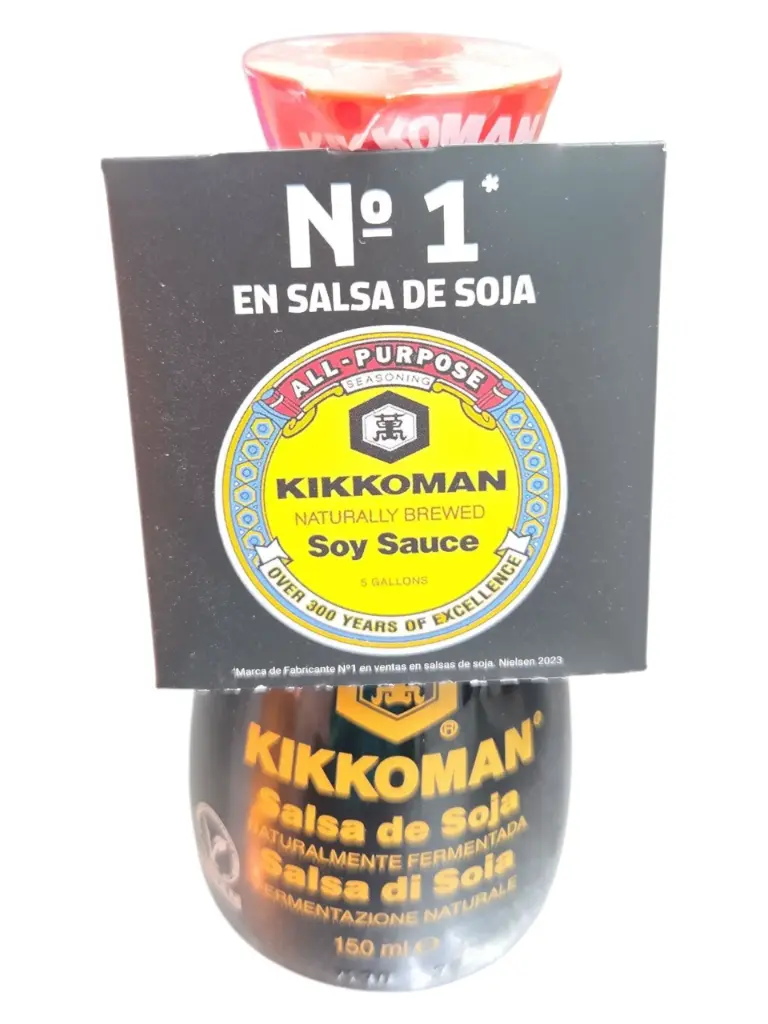 KIKKOMAN
Nº 1*
EN SALSA DE SOJA
ALL-PURPOSE
SEASONING
萬
KIKKOMAN
NATURALLY BREWED
Soy Sauce
5 GALLONS
OVER 300 YEARS OF EXCELLENCE
*Marca de Fabricante Nº1 en ventas en salsas de soja. Nielsen 2023
®
KIKKOMAN®
Salsa de Soja
NATURALMENTE FERMENTADA
Salsa di Soia
FERMENTAZIONE NATURALE
150 ml ℮